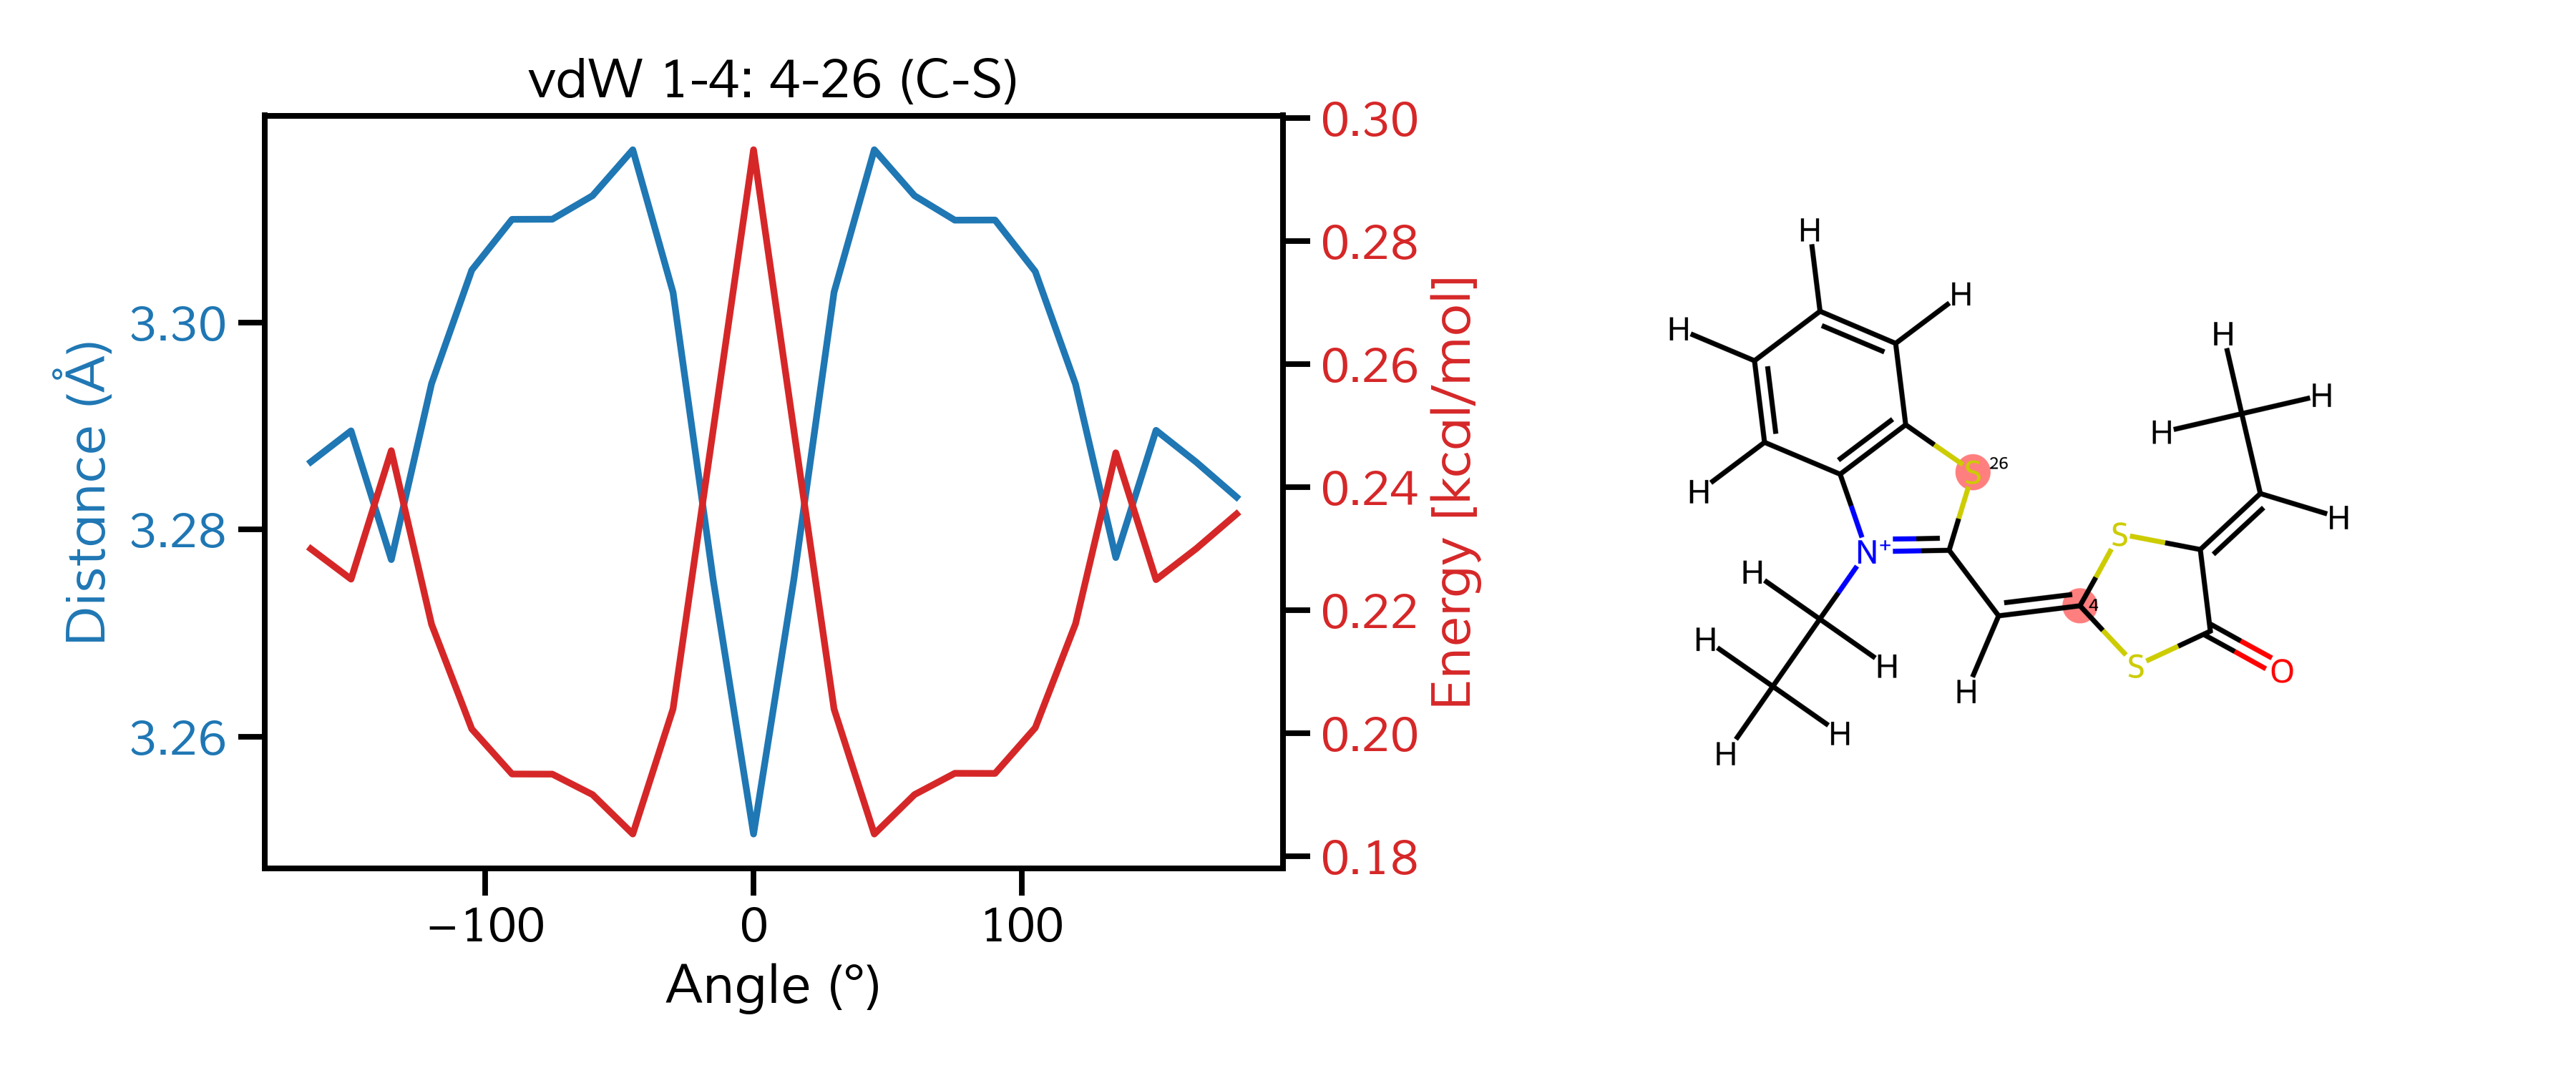 vdW 1-4: 4-26 (C-S)
Distance (Å)
3.30
3.28
3.26
0.30
0.28
0.26
0.24
0.22
0.20
0.18
Energy [kcal/mol]
−100
0
100
Angle (°)
H
H
H
H
S 26
N+
H
H
H
H
H
H
4
S
S
O
H
H
H
H